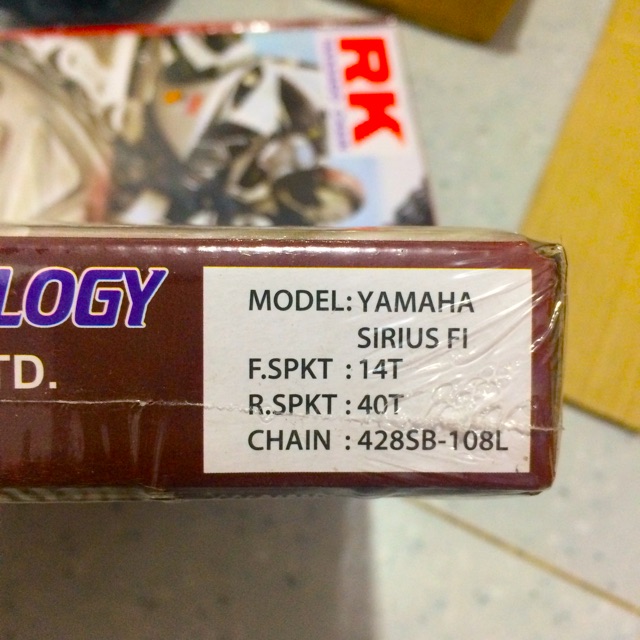 RK
LOGY
TD.
MODEL: YAMAHA
SIRIUS FI
F.SPKT : 14T
R.SPKT : 40T
CHAIN : 428SB-108L